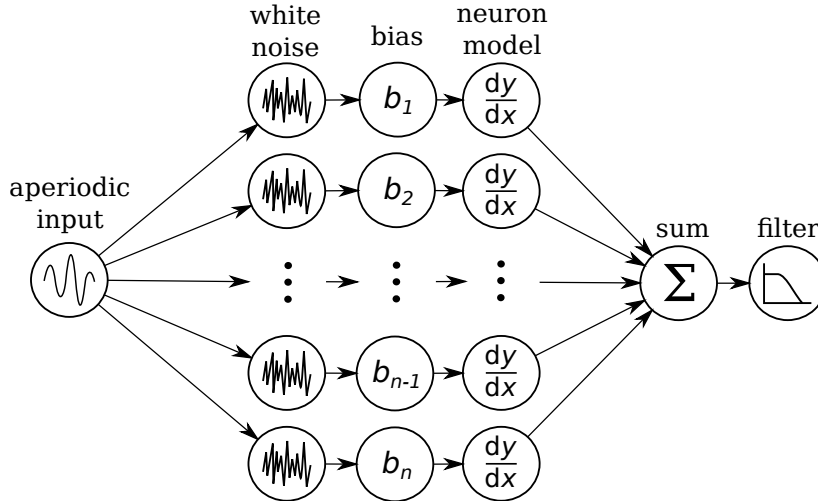 white
noise
bias
neuron
model
b1
dy
dx
b2
dy
dx
aperiodic
input
sum
filter
Σ
bn-1
dy
dx
bn
dy
dx